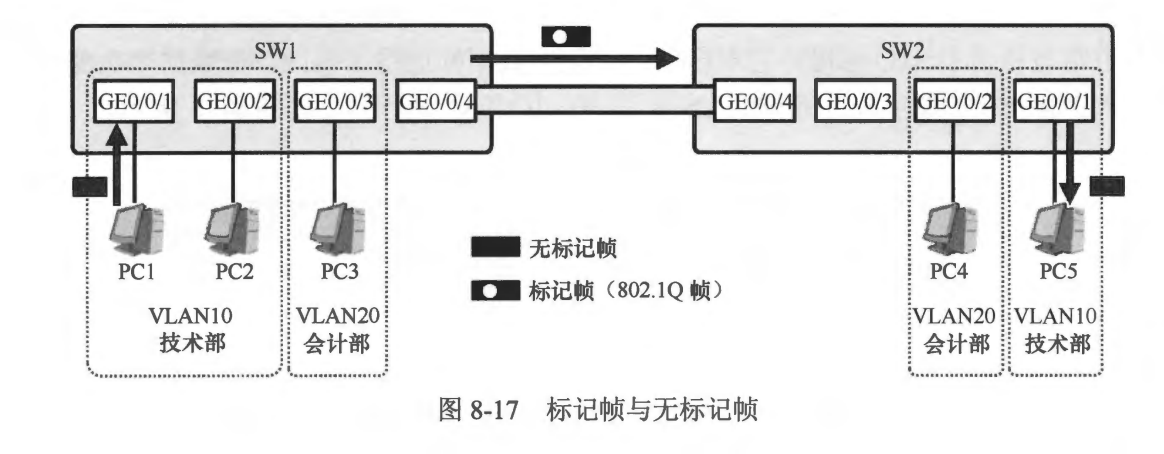 SW1
SW2
GE0/0/1 GE0/0/2 GE0/0/3 GE0/0/4
GE0/0/4 GE0/0/3 GE0/0/2 GE0/0/1
PC1 PC2 PC3
PC4 PC5
无标记帧
标记帧（802.1Q 帧）
VLAN10
技术部
VLAN20
会计部
VLAN20
会计部
VLAN10
技术部
图 8-17 标记帧与无标记帧